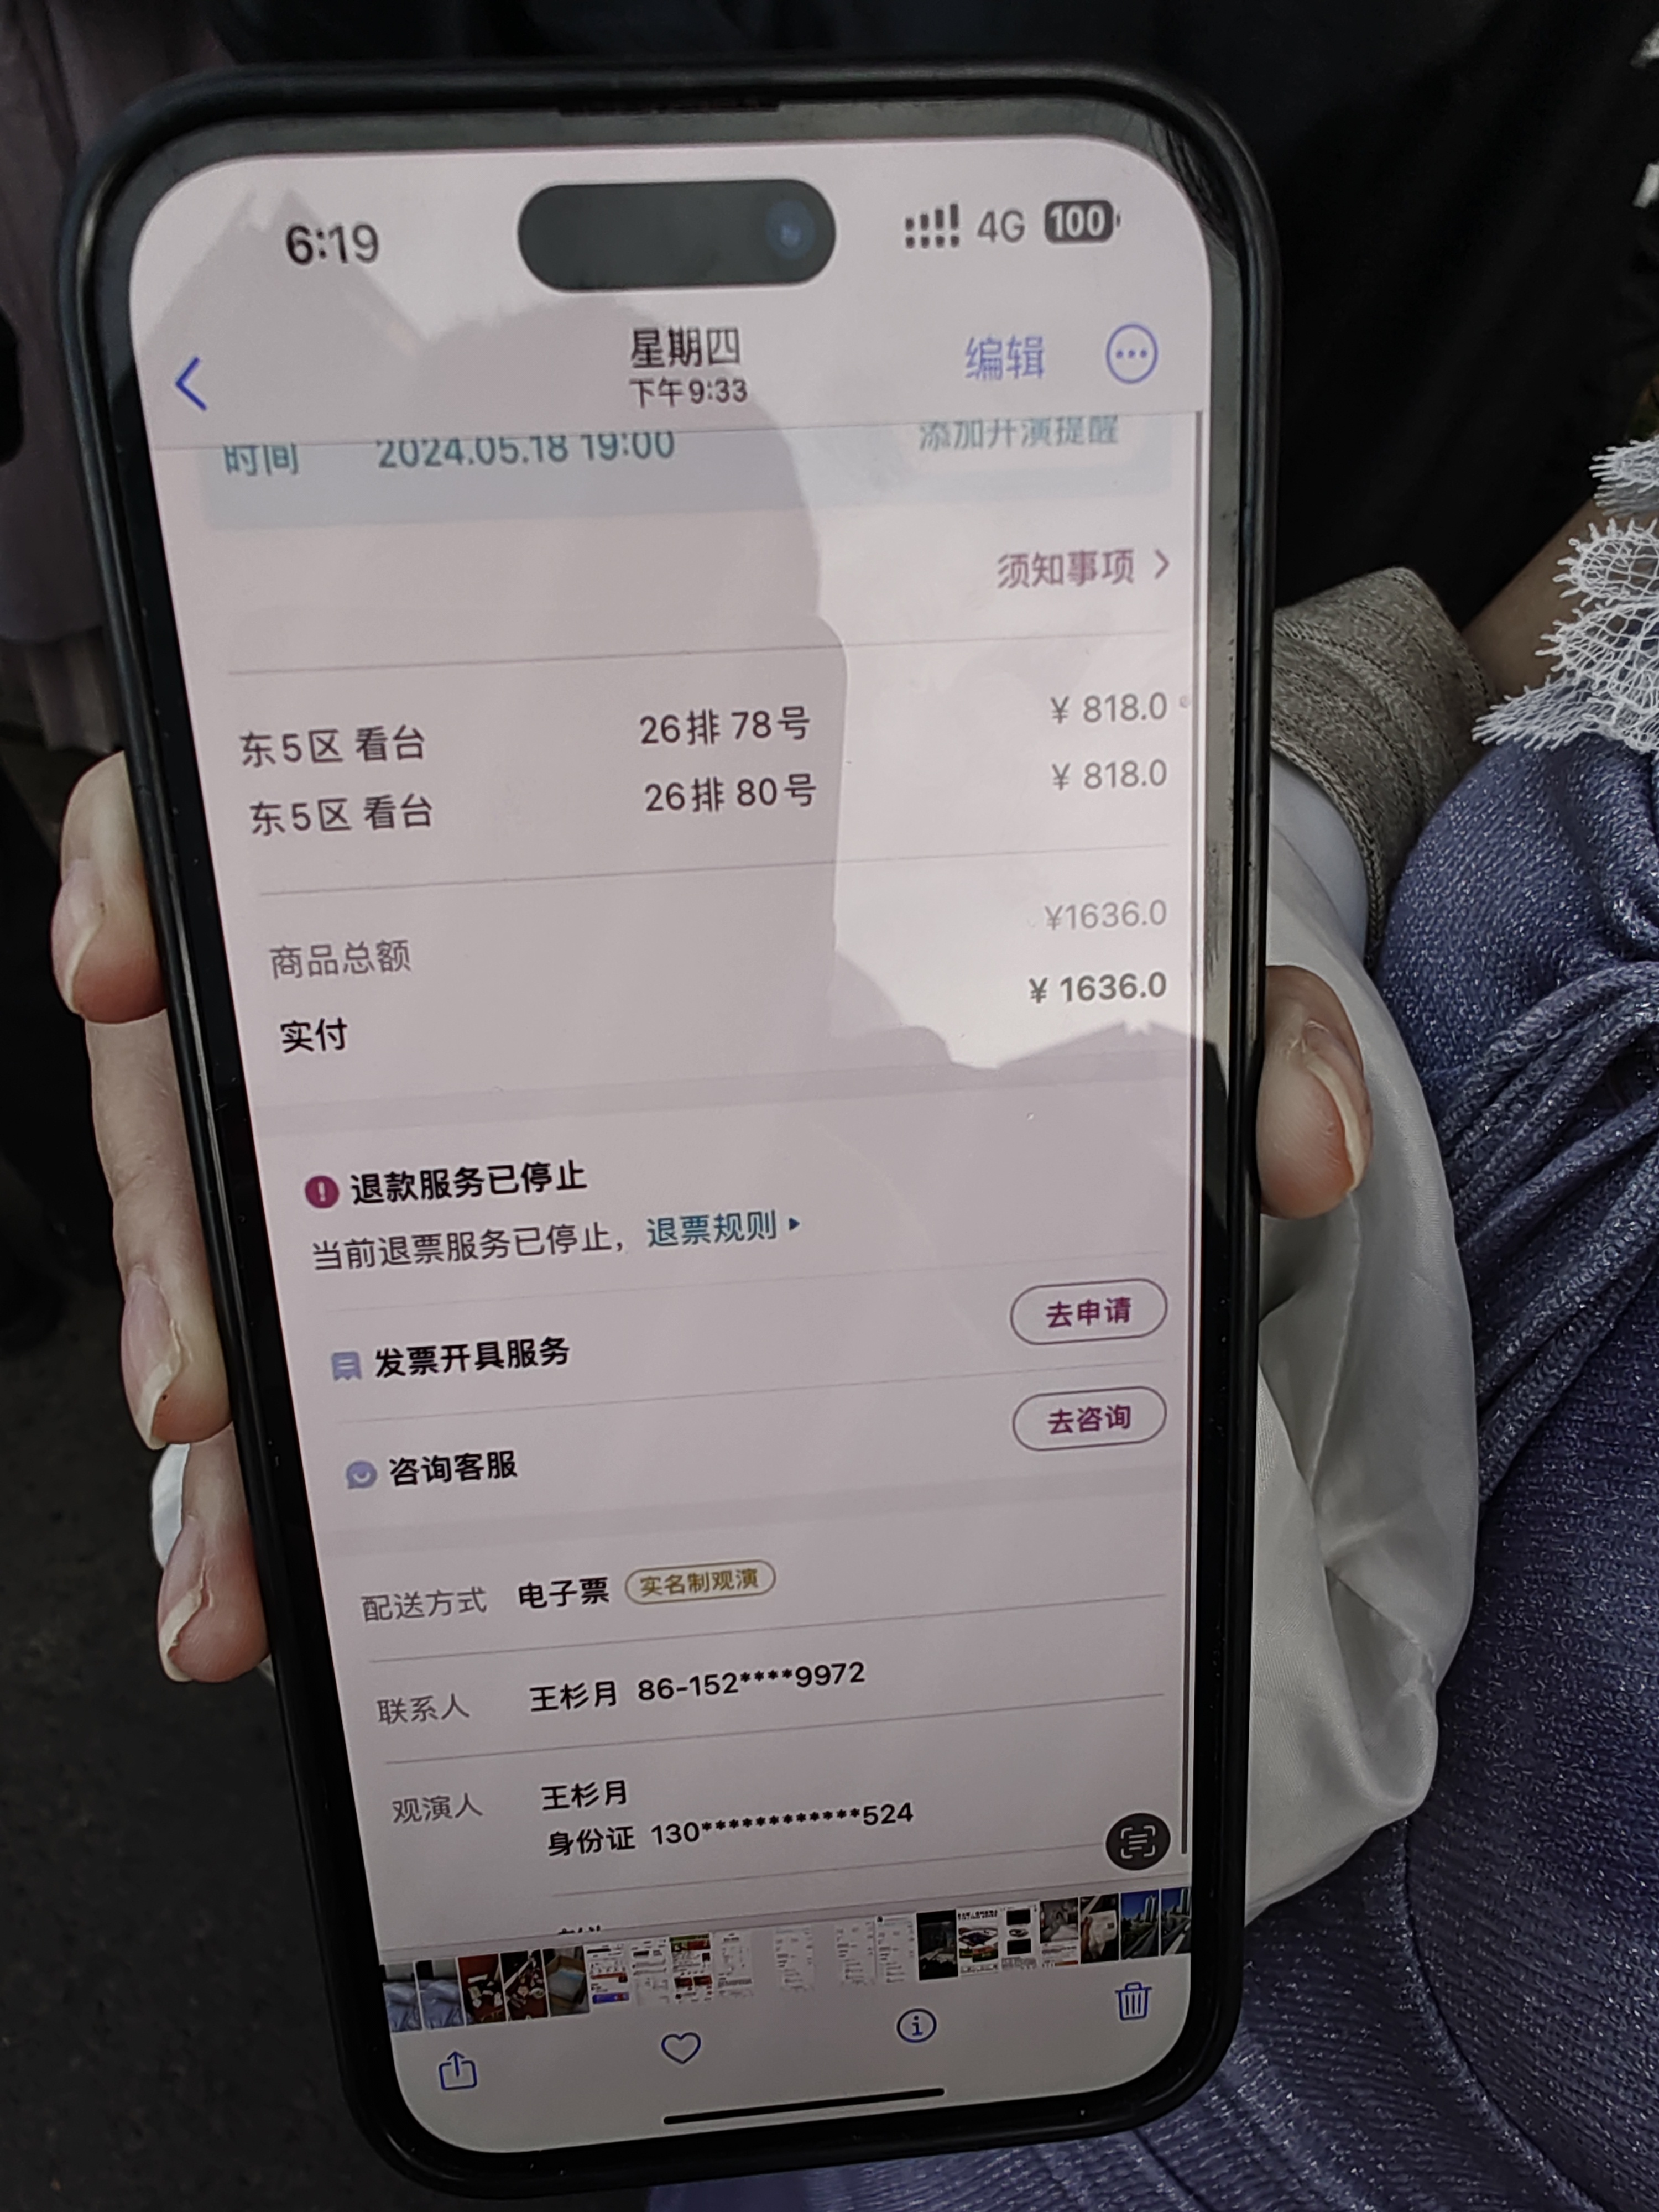 6:19
4G 100
星期四
下午9:33
编辑
时间 2024.05.18 19:00 添加开演提醒
须知事项
东5区 看台 26排 78号 ¥ 818.0
东5区 看台 26排 80号 ¥ 818.0
商品总额 ¥1636.0
实付 ¥ 1636.0
退款服务已停止
当前退票服务已停止，退票规则
发票开具服务 去申请
咨询客服 去咨询
配送方式 电子票 实名制观演
联系人 王杉月 86-152****9972
观演人 王杉月
身份证 130************524